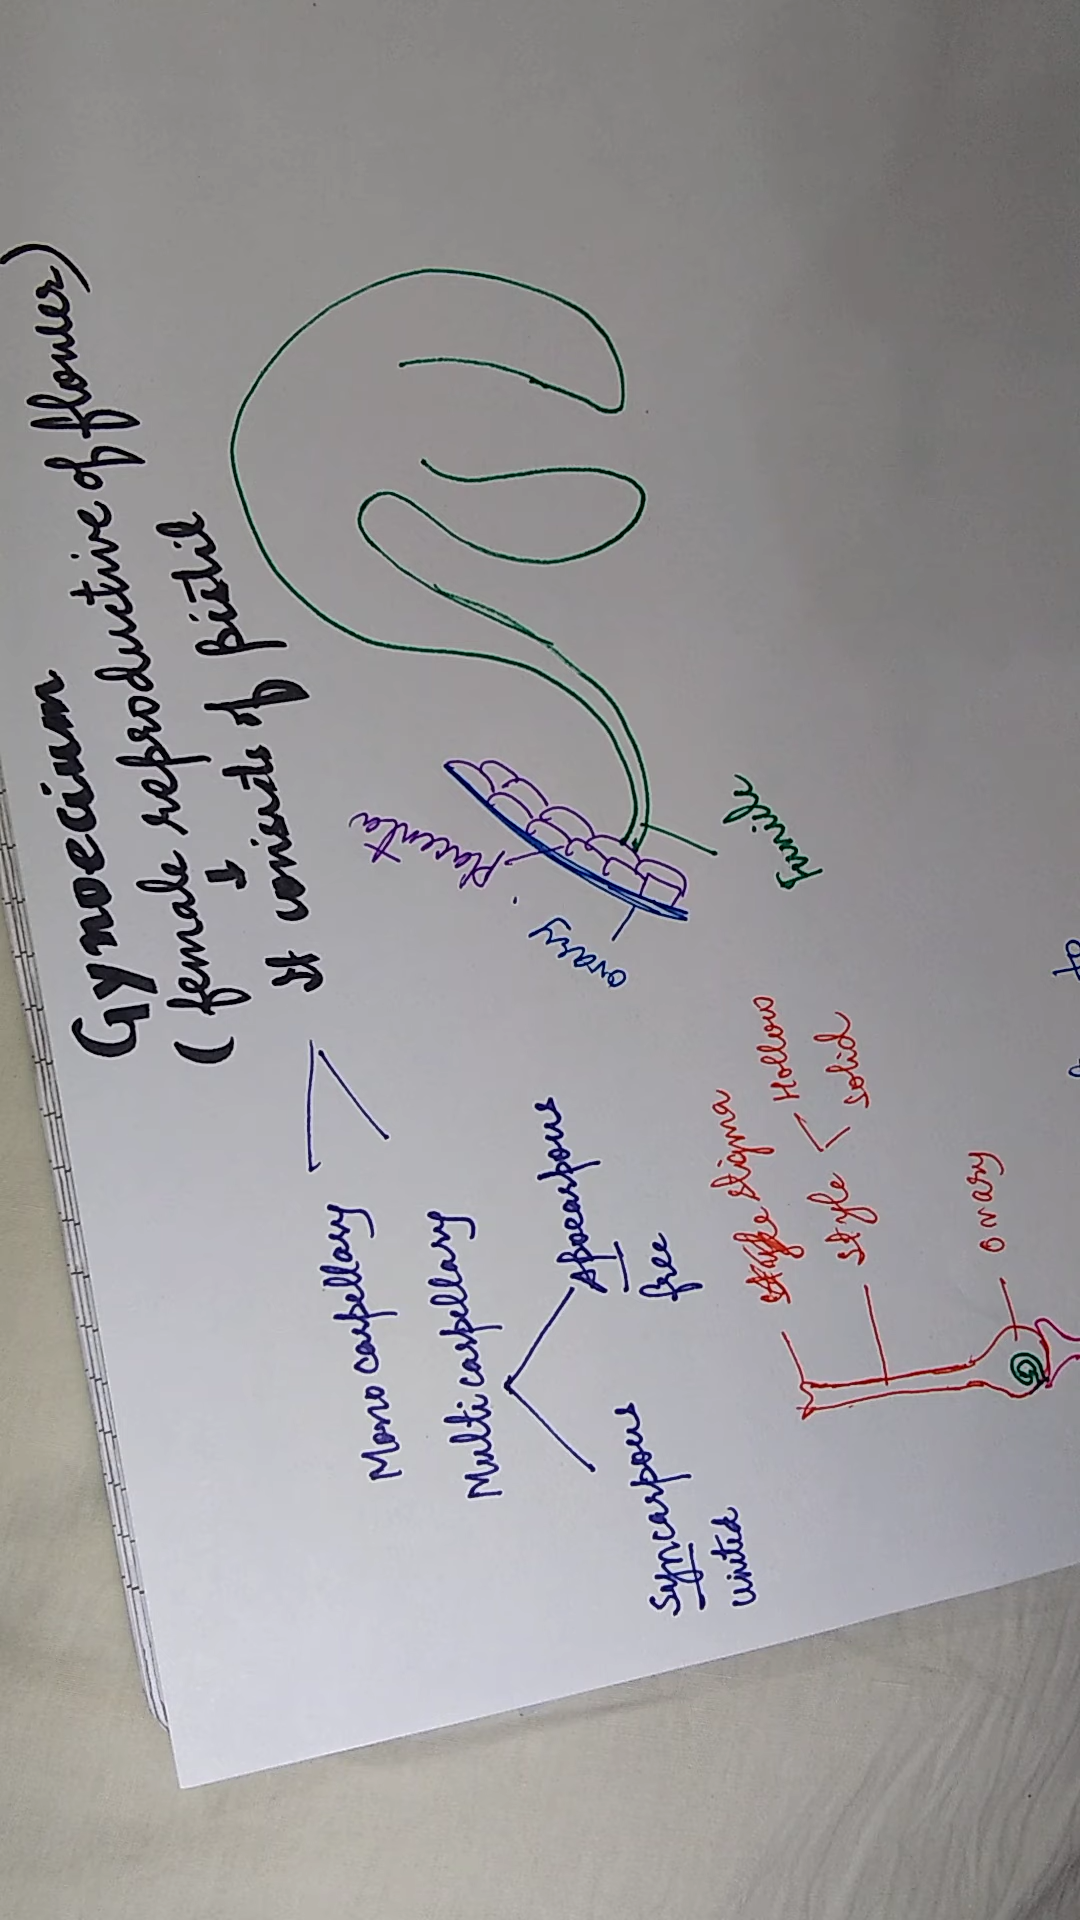 Gynoecium
(female reproductive of flower)
↓
It consists of pistil
Mono carpellary
Multi carpellary
Syncarpous
united
Apocarpous
free
stigma
style
Hollow
solid
ovary
ovary
Placenta
Funicle